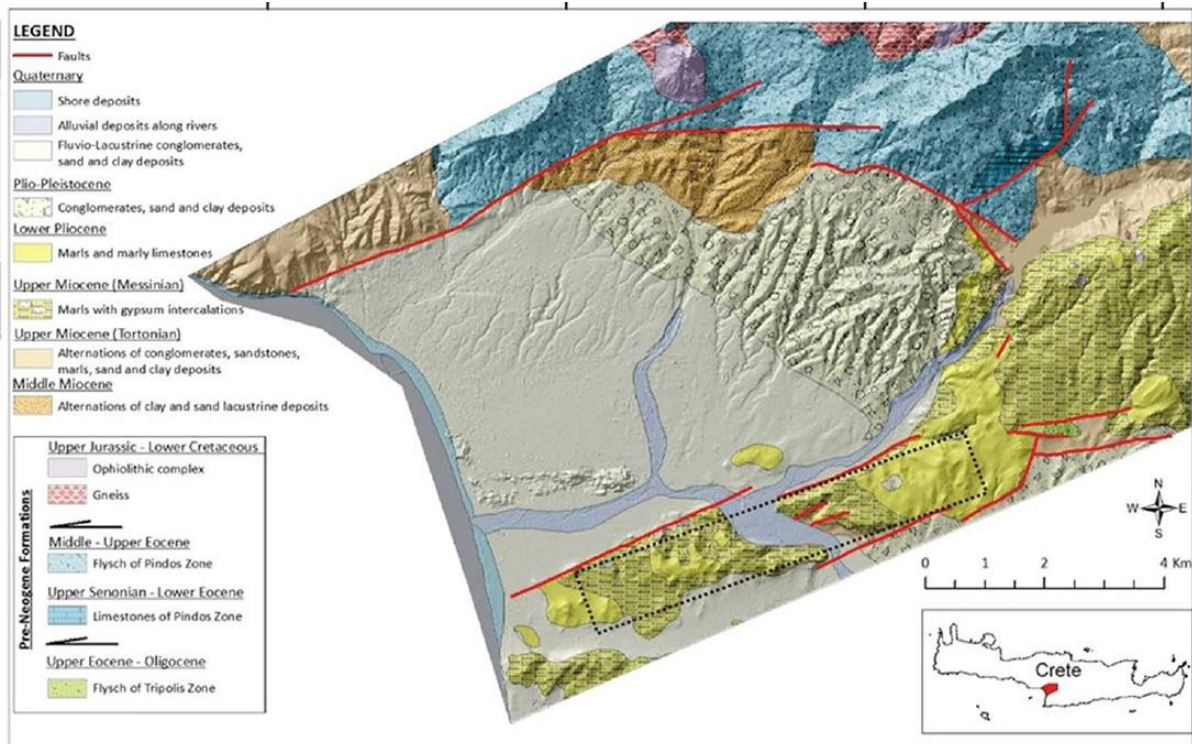 LEGEND
Faults
Quaternary
Shore deposits
Alluvial deposits along rivers
Fluvio-Lacustrine conglomerates,
sand and clay deposits
Plio-Pleistocene
Conglomerates, sand and clay deposits
Lower Pliocene
Marls and marly limestones
Upper Miocene (Messinian)
Marls with gypsum intercalations
Upper Miocene (Tortonian)
Alternations of conglomerates, sandstones,
marls, sand and clay deposits
Middle Miocene
Alternations of clay and sand lacustrine deposits
Pre-Neogene Formations
Upper Jurassic - Lower Cretaceous
Ophiolithic complex
Gneiss
Middle - Upper Eocene
Flysch of Pindos Zone
Upper Senonian - Lower Eocene
Limestones of Pindos Zone
Upper Eocene - Oligocene
Flysch of Tripolis Zone
N
W E
S
0 1 2 4 Km
Crete